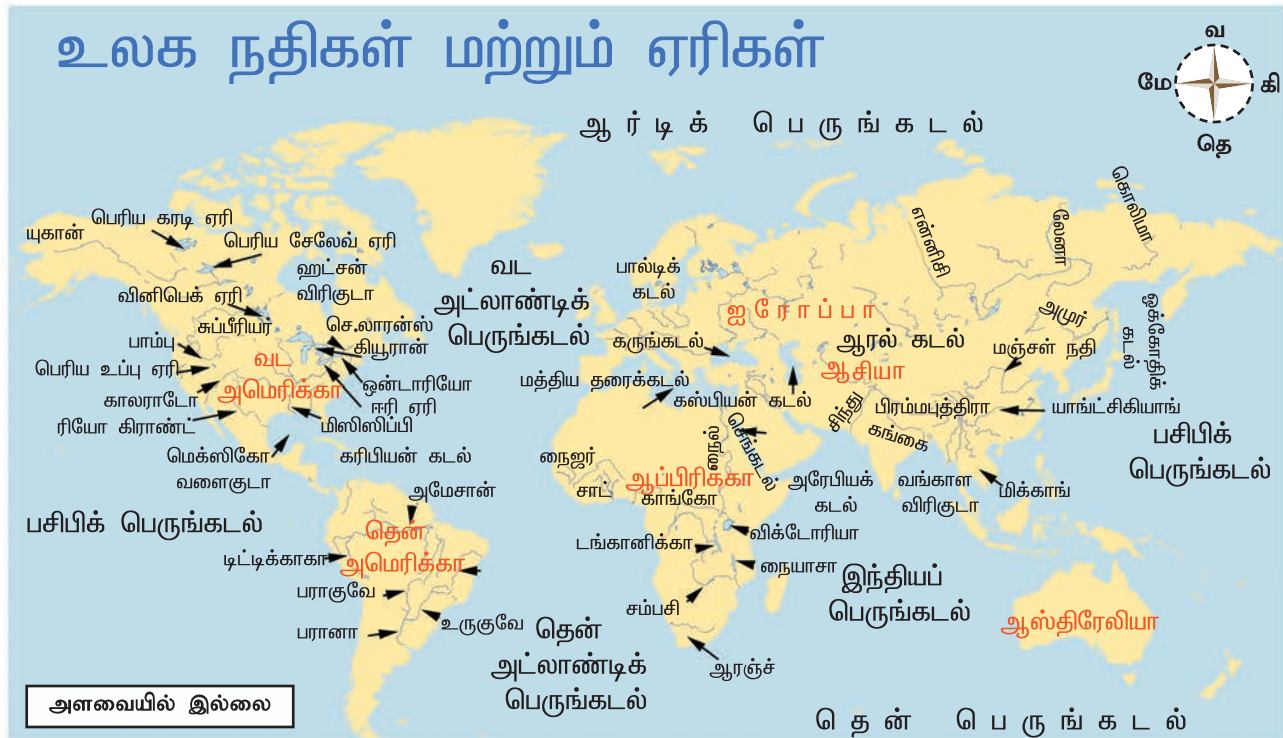 உலக நதிகள் மற்றும் ஏரிகள்
வ
மே
கி
தெ
ஆர்டிக் பெருங்கடல்
பெரிய கரடி ஏரி
யுகான்
பெரிய சேலேவ் ஏரி
ஹட்சன்
விரிகுடா
வினிபெக் ஏரி
சுப்பீரியர்
செ.லாரன்ஸ்
கியூரான்
பாம்பு
வட
அமெரிக்கா
பெரிய உப்பு ஏரி
ஒன்டாரியோ
காலராடோ
ஈரி ஏரி
ரியோ கிராண்ட்
மிஸிஸிப்பி
மெக்ஸிகோ
வளைகுடா
கரிபியன் கடல்
வட
அட்லாண்டிக்
பெருங்கடல்
பால்டிக்
கடல்
ஐரோப்பா
கருங்கடல்
ஆரல் கடல்
ஆசியா
மத்திய தரைக்கடல்
கஸ்பியன் கடல்
என்னிசி
லேனா
கொலிமா
அமுர்
ஒக்கோதிக்
கடல்
மஞ்சள் நதி
சிந்து
பிரம்மபுத்திரா
யாங்ட்சிகியாங்
கங்கை
பசிபிக்
பெருங்கடல்
நைல்
செங்கடல்
நைஜர்
சாட்
ஆப்பிரிக்கா
காங்கோ
அரேபியக்
கடல்
வங்காள
விரிகுடா
மிக்காங்
அமேசான்
பசிபிக் பெருங்கடல்
தென்
அமெரிக்கா
டிட்டிக்காகா
பராகுவே
பரானா
உருகுவே
விக்டோரியா
டங்கானிக்கா
நையாசா
சம்பசி
ஆரஞ்ச்
இந்தியப்
பெருங்கடல்
ஆஸ்திரேலியா
தென்
அட்லாண்டிக்
பெருங்கடல்
அளவையில் இல்லை
தென் பெருங்கடல்